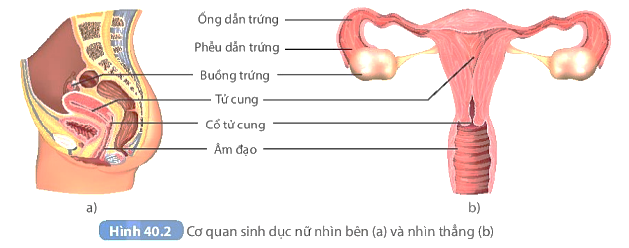 Ống dẫn trứng
Phễu dẫn trứng
Buồng trứng
Tử cung
Cổ tử cung
Âm đạo
a)
b)
Hình 40.2 Cơ quan sinh dục nữ nhìn bên (a) và nhìn thẳng (b)